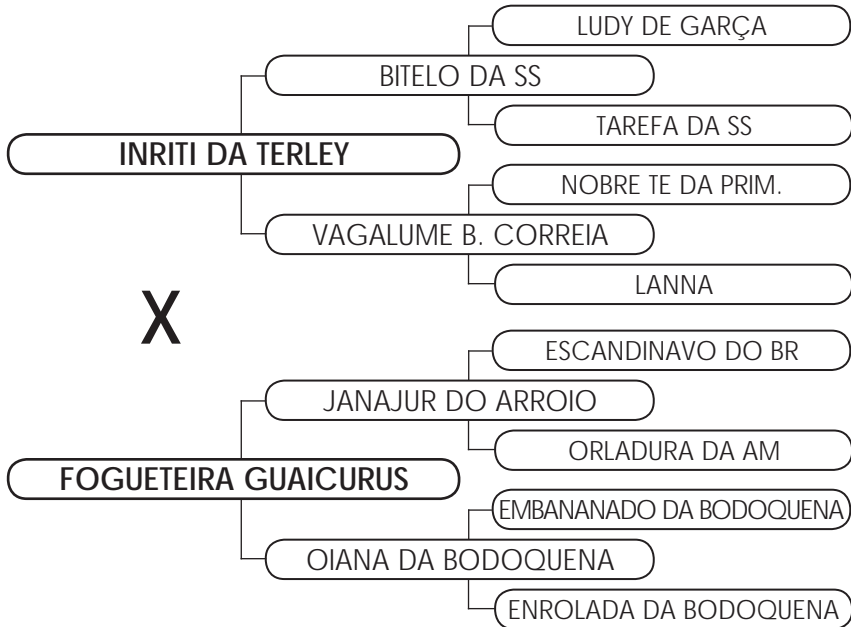 LUDY DE GARÇA
BITELO DA SS
TAREFA DA SS
INRITI DA TERLEY
NOBRE TE DA PRIM.
VAGALUME B. CORREIA
LANNA
X
ESCANDINAVO DO BR
JANAJUR DO ARROIO
ORLADURA DA AM
FOGUETEIRA GUAICURUS
EMBANANADO DA BODOQUENA
OIANA DA BODOQUENA
ENROLADA DA BODOQUENA